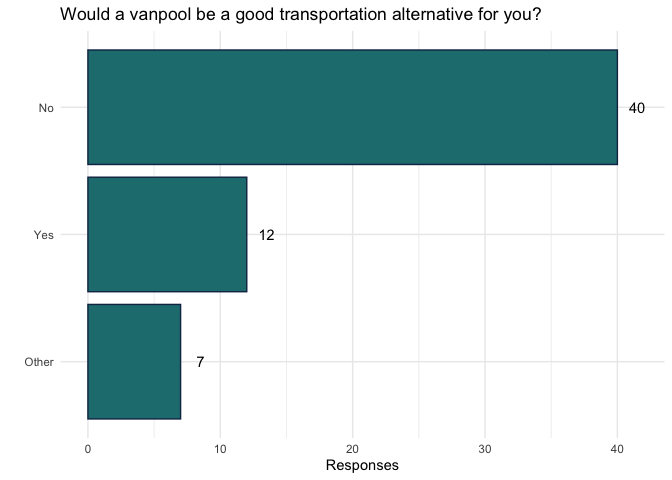 Would a vanpool be a good transportation alternative for you?
No
40
Yes
12
Other
7
0 10 20 30 40
Responses